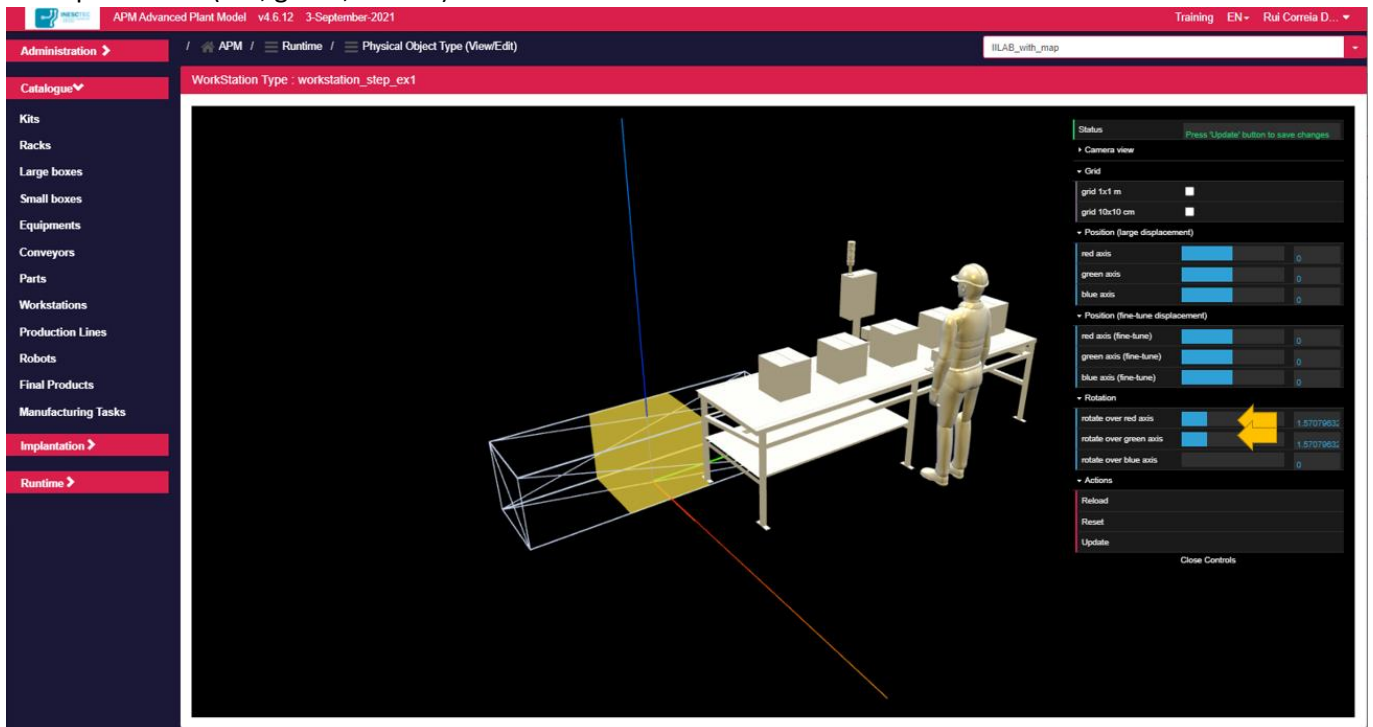 APM Advanced Plant Model v4.6.12 3-September-2021
Training EN Rui Correia D...
Administration
/ APM / Runtime / Physical Object Type (View/Edit)
IILAB_with_map
Catalogue
WorkStation Type : workstation_step_ex1
Kits
Racks
Large boxes
Small boxes
Equipments
Conveyors
Parts
Workstations
Production Lines
Robots
Final Products
Manufacturing Tasks
Implantation
Runtime
Status Press 'Update' button to save changes
Camera view
Grid
grid 1x1 m
grid 10x10 cm
Position (large displacement)
red axis 0
green axis 0
blue axis 0
Position (fine-tune displacement)
red axis (fine-tune) 0
green axis (fine-tune) 0
blue axis (fine-tune) 0
Rotation
rotate over red axis 1.5707963
rotate over green axis 1.5707963
rotate over blue axis 0
Actions
Reload
Reset
Update
Close Controls